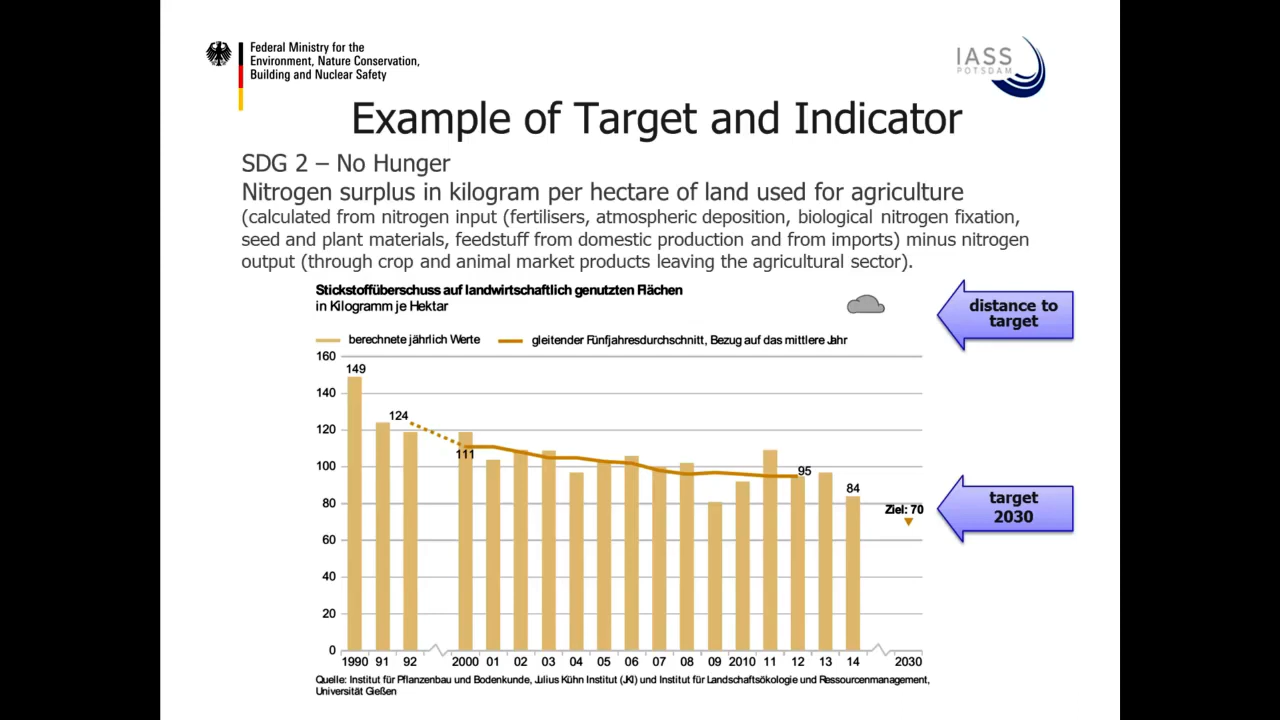 Federal Ministry for the
Environment, Nature Conservation,
Building and Nuclear Safety
IASS
POTSDAM
Example of Target and Indicator
SDG 2 – No Hunger
Nitrogen surplus in kilogram per hectare of land used for agriculture
(calculated from nitrogen input (fertilisers, atmospheric deposition, biological nitrogen fixation,
seed and plant materials, feedstuff from domestic production and from imports) minus nitrogen
output (through crop and animal market products leaving the agricultural sector).
Stickstoffüberschuss auf landwirtschaftlich genutzten Flächen
in Kilogramm je Hektar
distance to
target
berechnete jährlich Werte
gleitender Fünfjahresdurchschnitt, Bezug auf das mittlere Jahr
160
149
140
124
120
111
100
95
84
80
Ziel: 70
target
2030
60
40
20
0
1990 91 92 2000 01 02 03 04 05 06 07 08 09 2010 11 12 13 14 2030
Quelle: Institut für Pflanzenbau und Bodenkunde, Julius Kühn Institut (JKI) und Institut für Landschaftsökologie und Ressourcenmanagement,
Universität Gießen